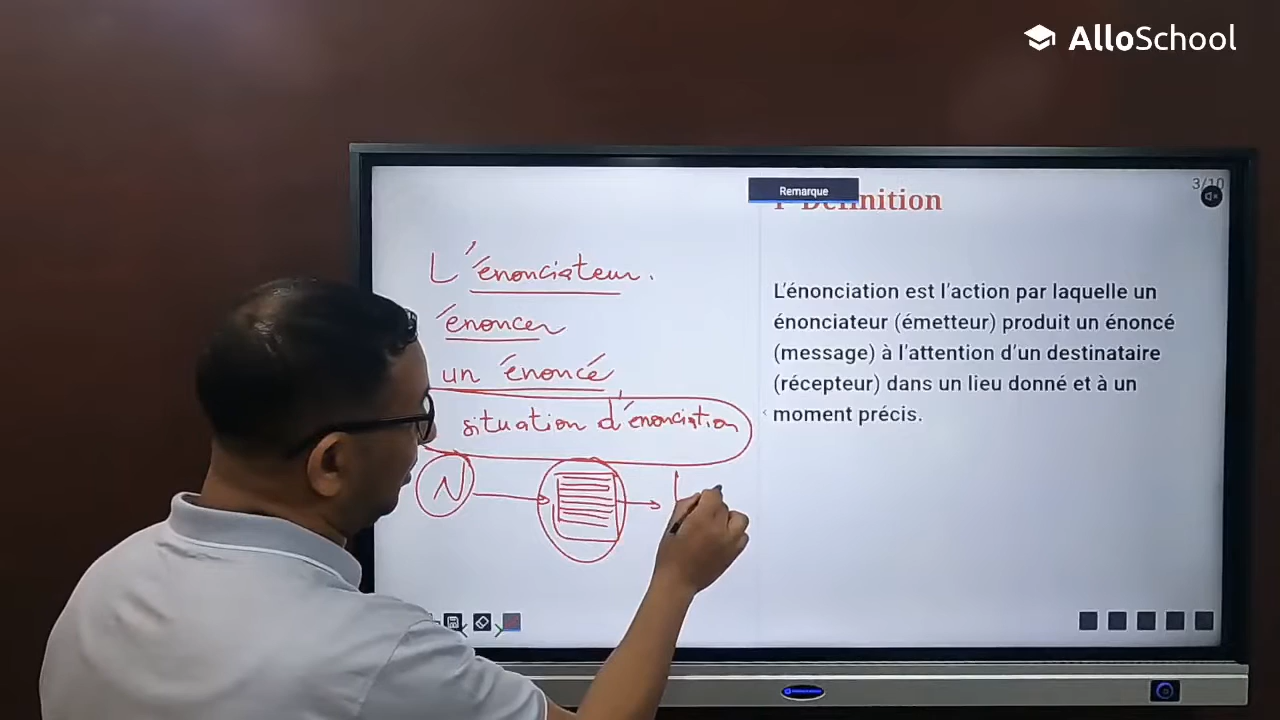 AlloSchool
3/10
Remarque
Définition
L'énonciateur.
énoncer
un énoncé
situation d'énonciation
N
L
L'énonciation est l'action par laquelle un
énonciateur (émetteur) produit un énoncé
(message) à l'attention d'un destinataire
(récepteur) dans un lieu donné et à un
moment précis.